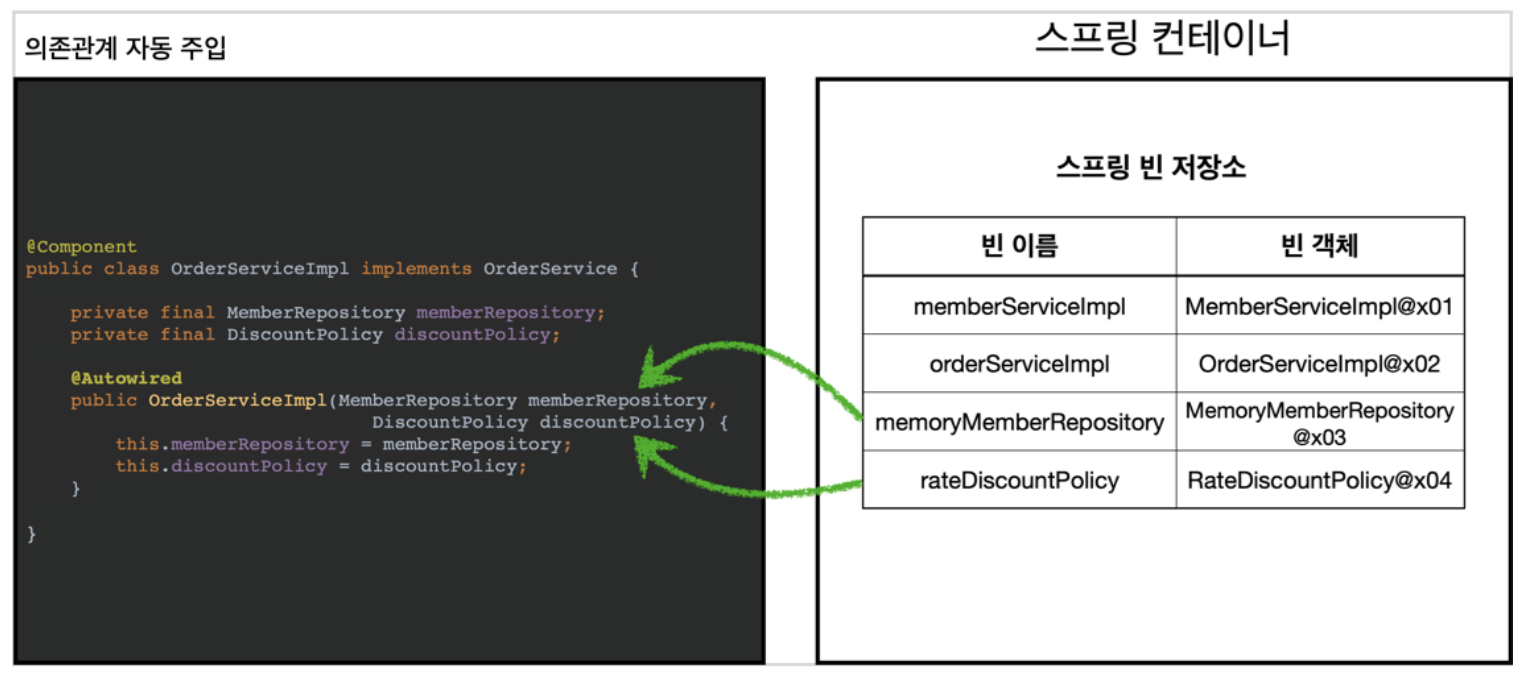 의존관계 자동 주입
@Component
public class OrderServiceImpl implements OrderService {
private final MemberRepository memberRepository;
private final DiscountPolicy discountPolicy;
@Autowired
public OrderServiceImpl(MemberRepository memberRepository,
DiscountPolicy discountPolicy) {
this.memberRepository = memberRepository;
this.discountPolicy = discountPolicy;
}
}
스프링 컨테이너
스프링 빈 저장소
빈 이름 빈 객체
memberServiceImpl MemberServiceImpl@x01
orderServiceImpl OrderServiceImpl@x02
memoryMemberRepository MemoryMemberRepository
@x03
rateDiscountPolicy RateDiscountPolicy@x04